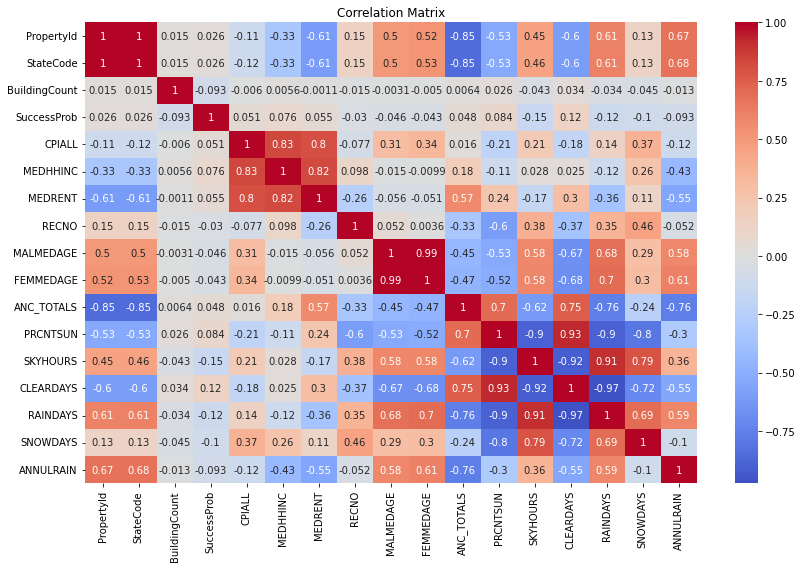 Correlation Matrix
PropertyId 1 1 0.015 0.026 -0.11 -0.33 -0.61 0.15 0.5 0.52 -0.85 -0.53 0.45 -0.6 0.61 0.13 0.67
StateCode 1 1 0.015 0.026 -0.12 -0.33 -0.61 0.15 0.5 0.53 -0.85 -0.53 0.46 -0.6 0.61 0.13 0.68
BuildingCount 0.015 0.015 1 -0.093 -0.006 0.0056 -0.0011 -0.015 -0.0031 -0.005 0.0064 0.026 -0.043 0.034 -0.034 -0.045 -0.013
SuccessProb 0.026 0.026 -0.093 1 0.051 0.076 0.055 -0.03 -0.046 -0.043 0.048 0.084 -0.15 0.12 -0.12 -0.1 -0.093
CPIALL -0.11 -0.12 -0.006 0.051 1 0.83 0.8 -0.077 0.31 0.34 0.016 -0.21 0.21 -0.18 0.14 0.37 -0.12
MEDHHINC -0.33 -0.33 0.0056 0.076 0.83 1 0.82 0.098 -0.015 -0.0099 0.18 -0.11 0.028 0.025 -0.12 0.26 -0.43
MEDRENT -0.61 -0.61 -0.0011 0.055 0.8 0.82 1 -0.26 -0.056 -0.051 0.57 0.24 -0.17 0.3 -0.36 0.11 -0.55
RECNO 0.15 0.15 -0.015 -0.03 -0.077 0.098 -0.26 1 0.052 0.0036 -0.33 -0.6 0.38 -0.37 0.35 0.46 -0.052
MALMEDAGE 0.5 0.5 -0.0031 -0.046 0.31 -0.015 -0.056 0.052 1 0.99 -0.45 -0.53 0.58 -0.67 0.68 0.29 0.58
FEMMEDAGE 0.52 0.53 -0.005 -0.043 0.34 -0.0099 -0.051 0.0036 0.99 1 -0.47 -0.52 0.58 -0.68 0.7 0.3 0.61
ANC_TOTALS -0.85 -0.85 0.0064 0.048 0.016 0.18 0.57 -0.33 -0.45 -0.47 1 0.7 -0.62 0.75 -0.76 -0.24 -0.76
PRCNTSUN -0.53 -0.53 0.026 0.084 -0.21 -0.11 0.24 -0.6 -0.53 -0.52 0.7 1 -0.9 0.93 -0.9 -0.8 -0.3
SKYHOURS 0.45 0.46 -0.043 -0.15 0.21 0.028 -0.17 0.38 0.58 0.58 -0.62 -0.9 1 -0.92 0.91 0.79 0.36
CLEARDAYS -0.6 -0.6 0.034 0.12 -0.18 0.025 0.3 -0.37 -0.67 -0.68 0.75 0.93 -0.92 1 -0.97 -0.72 -0.55
RAINDAYS 0.61 0.61 -0.034 -0.12 0.14 -0.12 -0.36 0.35 0.68 0.7 -0.76 -0.9 0.91 -0.97 1 0.69 0.59
SNOWDAYS 0.13 0.13 -0.045 -0.1 0.37 0.26 0.11 0.46 0.29 0.3 -0.24 -0.8 0.79 -0.72 0.69 1 -0.1
ANNULRAIN 0.67 0.68 -0.013 -0.093 -0.12 -0.43 -0.55 -0.052 0.58 0.61 -0.76 -0.3 0.36 -0.55 0.59 -0.1 1
PropertyId StateCode BuildingCount SuccessProb CPIALL MEDHHINC MEDRENT RECNO MALMEDAGE FEMMEDAGE ANC_TOTALS PRCNTSUN SKYHOURS CLEARDAYS RAINDAYS SNOWDAYS ANNULRAIN
1.00
0.75
0.50
0.25
0.00
-0.25
-0.50
-0.75